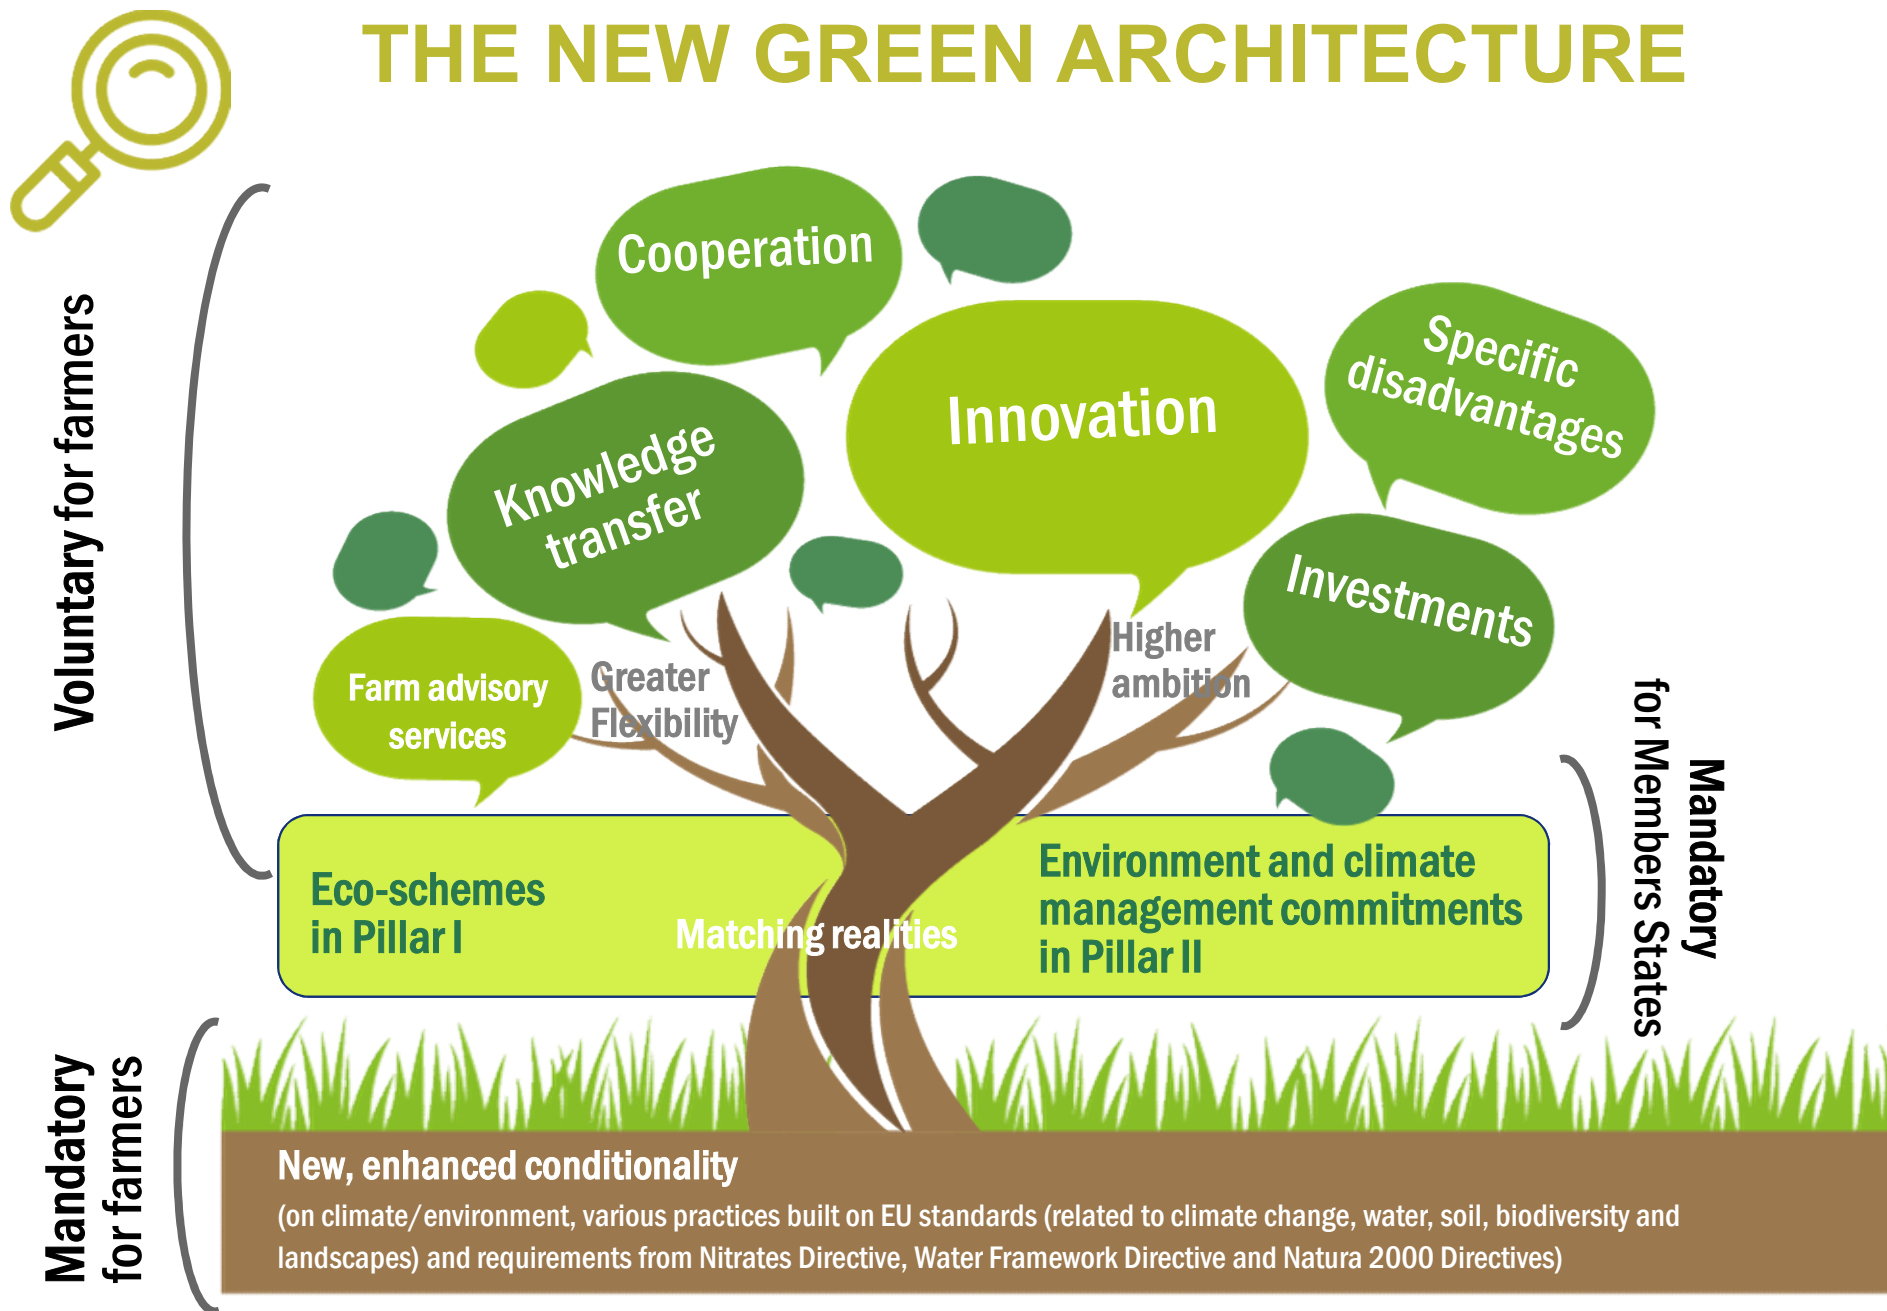 THE NEW GREEN ARCHITECTURE
Voluntary for farmers
Cooperation
Innovation
Specific
disadvantages
Knowledge
transfer
Investments
Farm advisory
services
Greater
Flexibility
Higher
ambition
Eco-schemes
in Pillar I
Matching realities
Environment and climate
management commitments
in Pillar II
Mandatory
for Members States
Mandatory
for farmers
New, enhanced conditionality
(on climate/environment, various practices built on EU standards (related to climate change, water, soil, biodiversity and
landscapes) and requirements from Nitrates Directive, Water Framework Directive and Natura 2000 Directives)